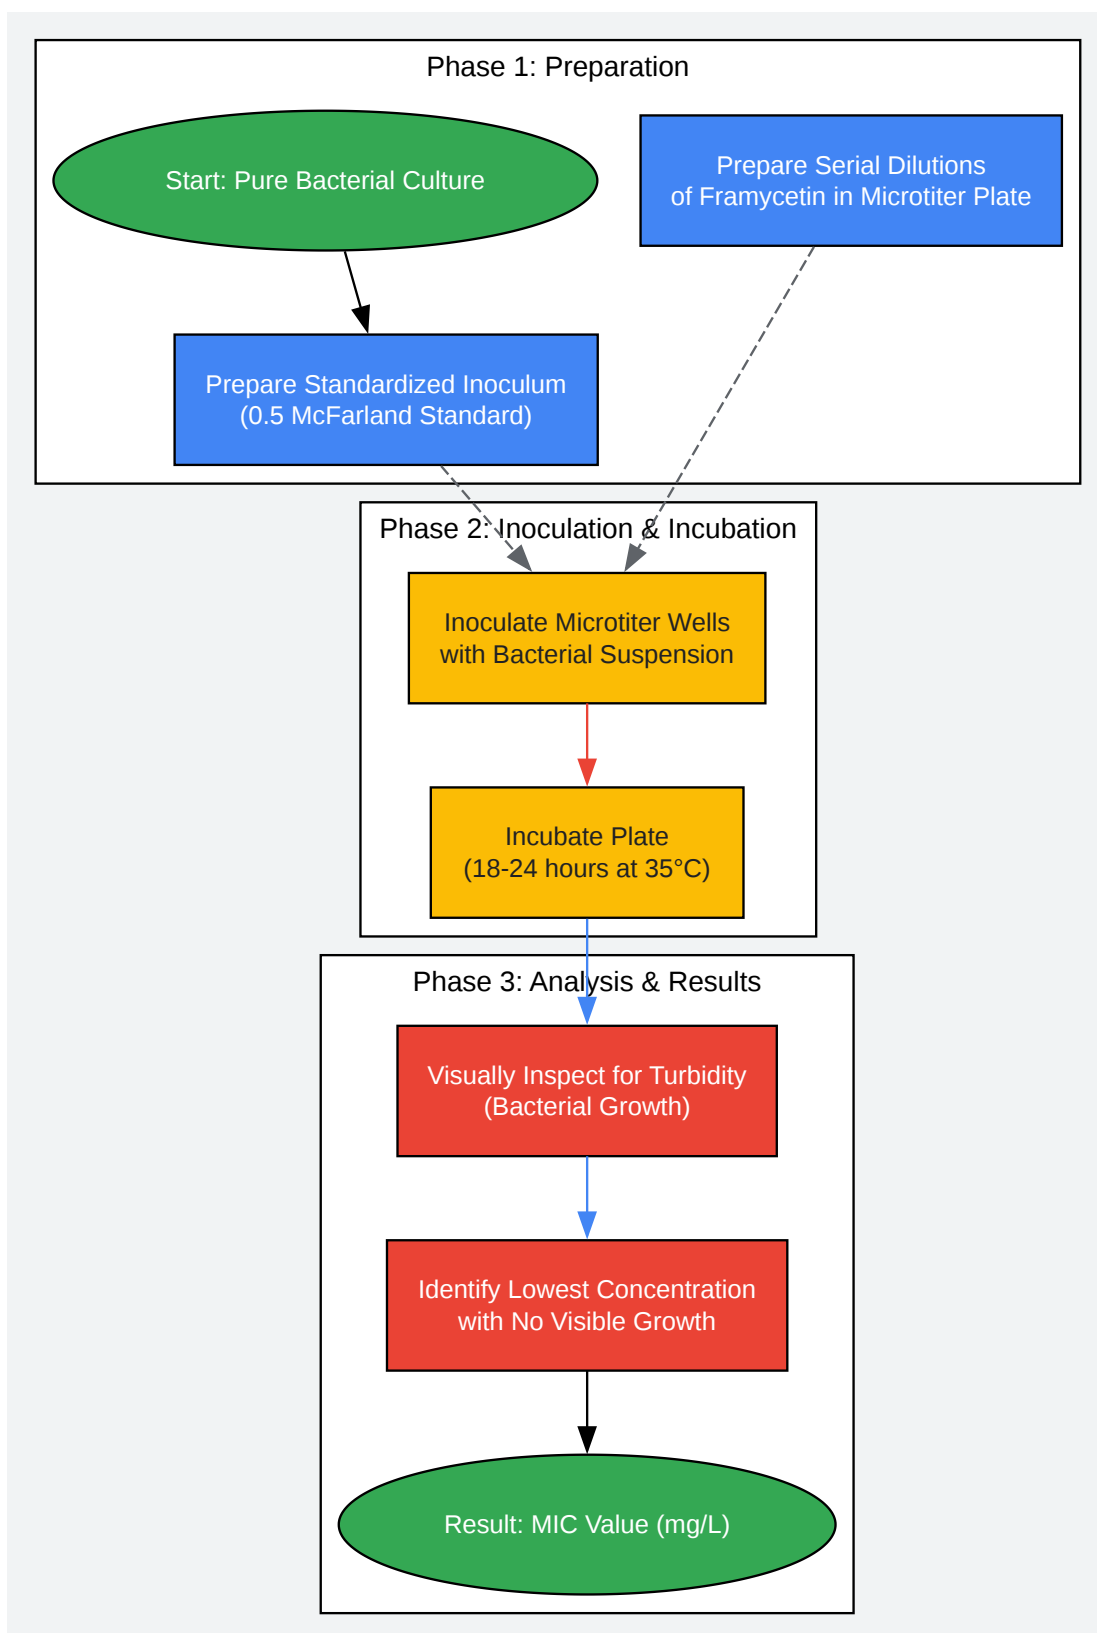 Phase 1: Preparation
Start: Pure Bacterial Culture
Prepare Serial Dilutions
of Framycetin in Microtiter Plate
Prepare Standardized Inoculum
(0.5 McFarland Standard)
Phase 2: Inoculation & Incubation
Inoculate Microtiter Wells
with Bacterial Suspension
Incubate Plate
(18-24 hours at 35°C)
Phase 3: Analysis & Results
Visually Inspect for Turbidity
(Bacterial Growth)
Identify Lowest Concentration
with No Visible Growth
Result: MIC Value (mg/L)